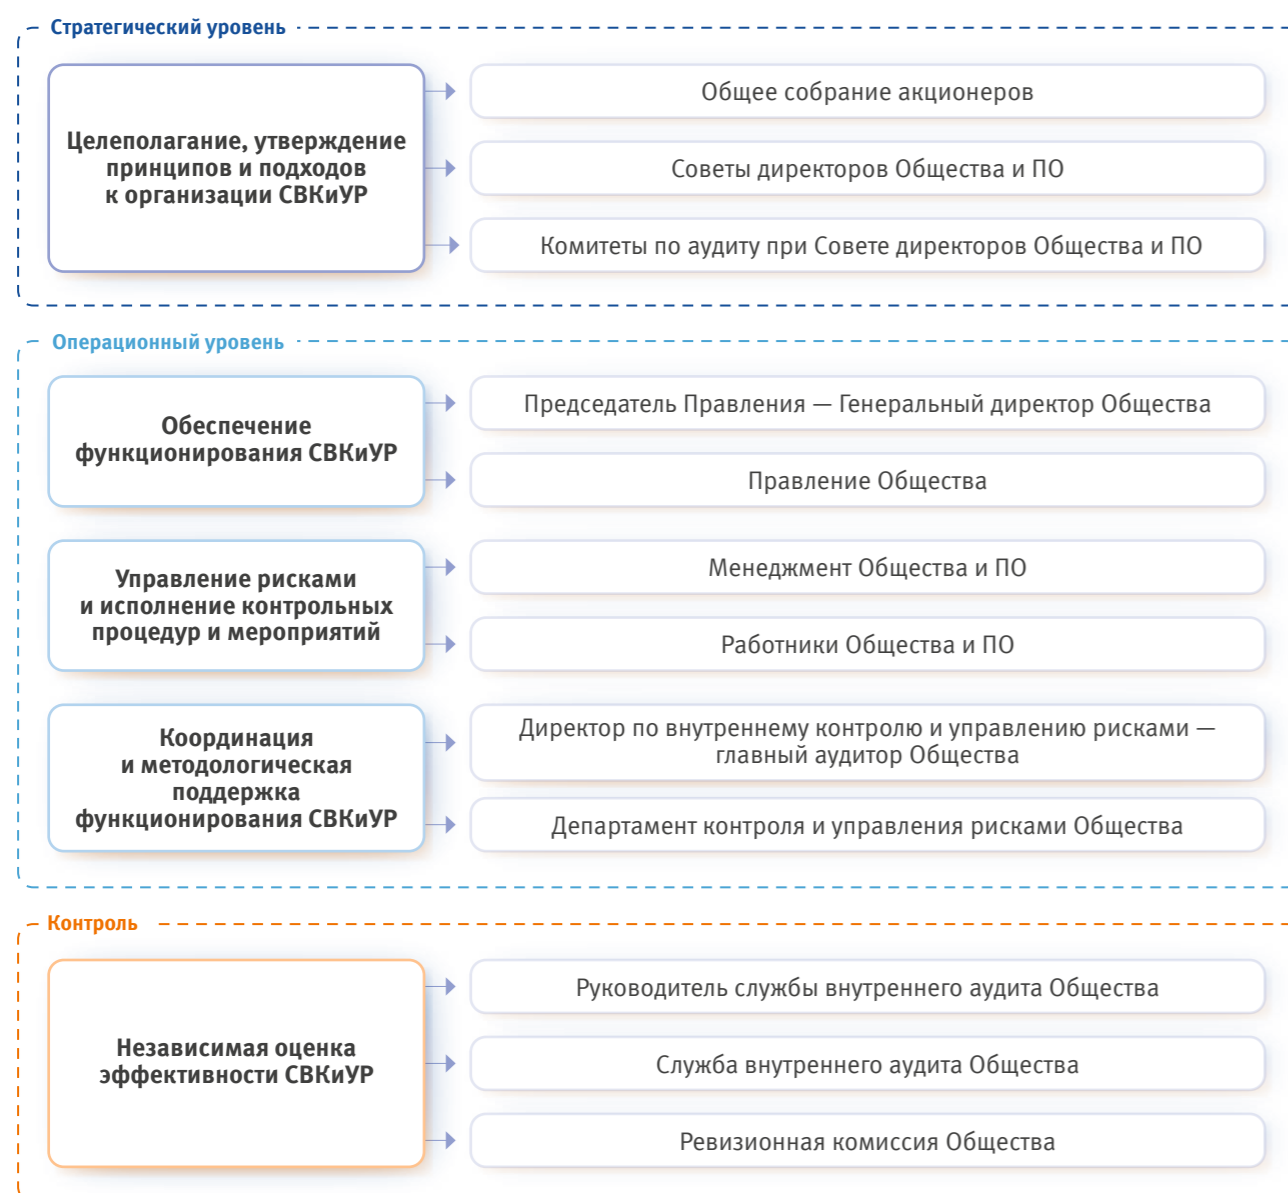 Стратегический уровень
Целеполагание, утверждение
принципов и подходов
к организации СВКиУР
Общее собрание акционеров
Советы директоров Общества и ПО
Комитеты по аудиту при Совете директоров Общества и ПО
Операционный уровень
Обеспечение
функционирования СВКиУР
Председатель Правления — Генеральный директор Общества
Правление Общества
Управление рисками
и исполнение контрольных
процедур и мероприятий
Менеджмент Общества и ПО
Работники Общества и ПО
Координация
и методологическая
поддержка
функционирования СВКиУР
Директор по внутреннему контролю и управлению рисками —
главный аудитор Общества
Департамент контроля и управления рисками Общества
Контроль
Независимая оценка
эффективности СВКиУР
Руководитель службы внутреннего аудита Общества
Служба внутреннего аудита Общества
Ревизионная комиссия Общества